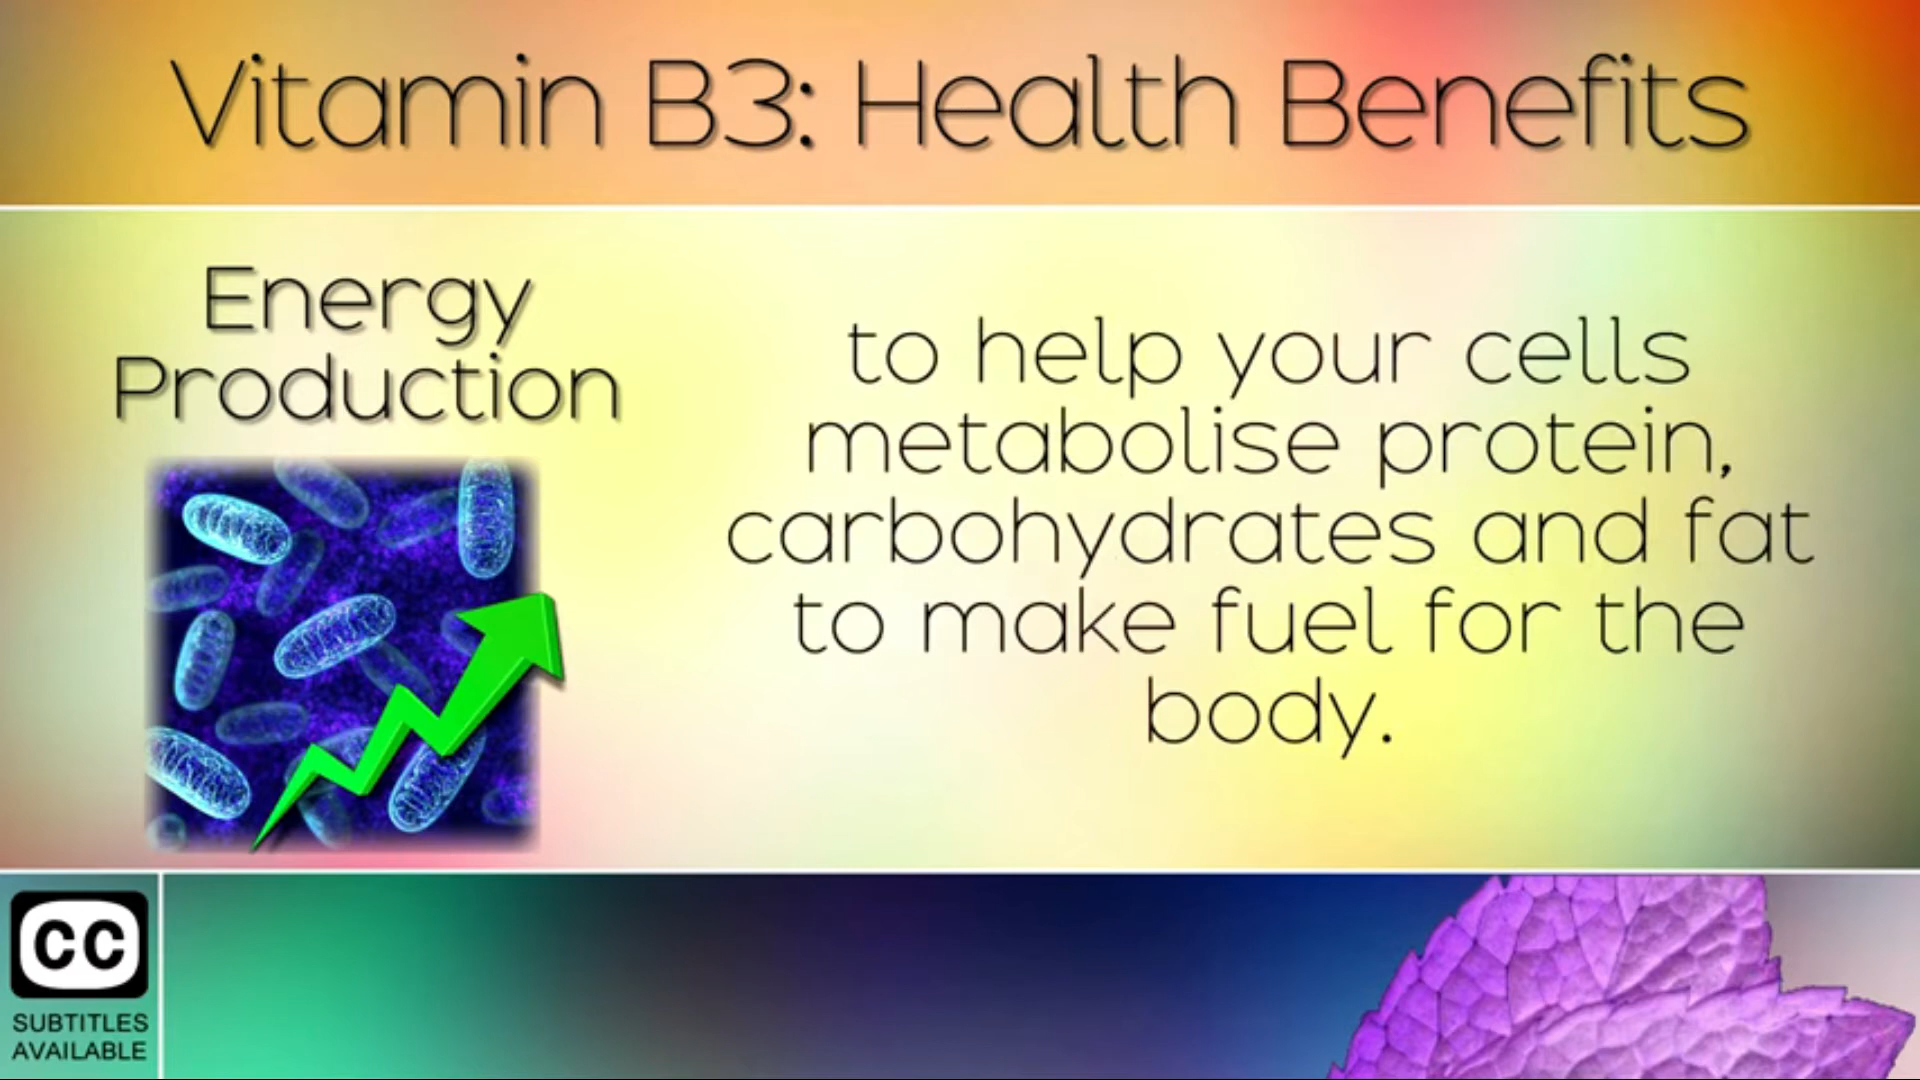 Vitamin B3: Health Benefits
Energy
Production
to help your cells
metabolise protein,
carbohydrates and fat
to make fuel for the
body.
CC
SUBTITLES
AVAILABLE